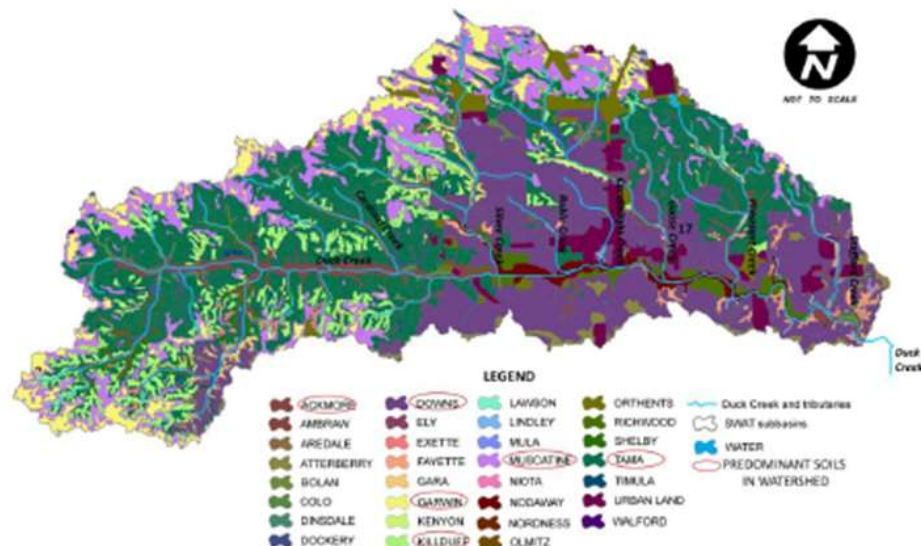 N
NOT TO SCALE
Duck Creek
17
Duck
Creek
LEGEND
ACKMORE
AMBRAW
AREDALE
ATTERBERRY
BOLAN
COLO
DINSDALE
DOCKERY
DOWNS
ELY
EXETTE
FAYETTE
GARA
GARWIN
KENYON
KILLDUFF
LAWSON
LINDLEY
MULA
MUSCATINE
NIOTA
NODAWAY
NORDNESS
OLMITZ
ORTHENTS
RICHWOOD
SHELBY
TAMA
TIMULA
URBAN LAND
WALFORD
Duck Creek and tributaries
SWAT subbasins
WATER
PREDOMINANT SOILS
IN WATERSHED